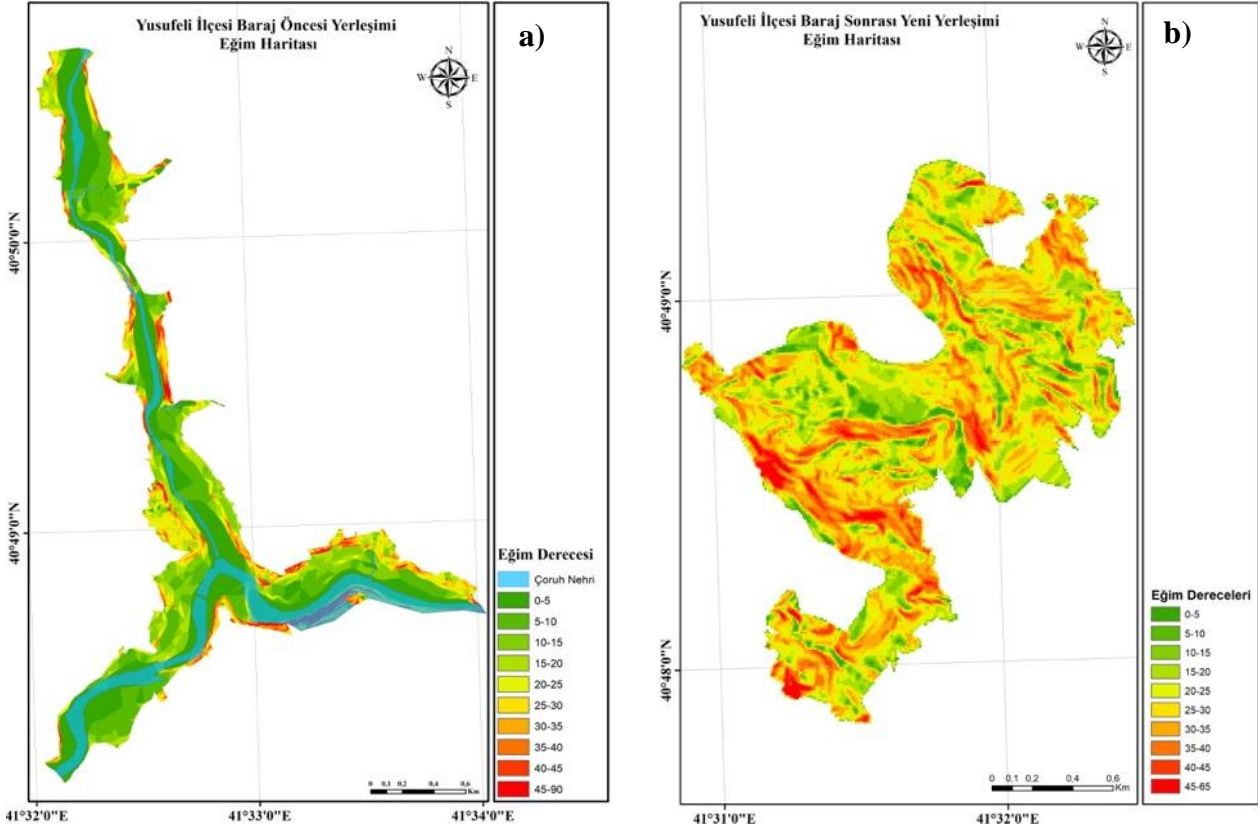 Yusufeli İlçesi Baraj Öncesi Yerleşimi
Eğim Haritası
a)
N
W
E
S
40°50'0"N
40°49'0"N
Eğim Derecesi
Çoruh Nehri
0-5
5-10
10-15
15-20
20-25
25-30
30-35
35-40
40-45
45-90
0 0,1 0,2 0,4 0,6
Km
41°32'0"E
41°33'0"E
41°34'0"E
Yusufeli İlçesi Baraj Sonrası Yeni Yerleşimi
Eğim Haritası
b)
N
W
E
S
40°49'0"N
40°48'0"N
Eğim Dereceleri
0-5
5-10
10-15
15-20
20-25
25-30
30-35
35-40
40-45
45-65
0 0,1 0,2 0,4 0,6
Km
41°31'0"E
41°32'0"E